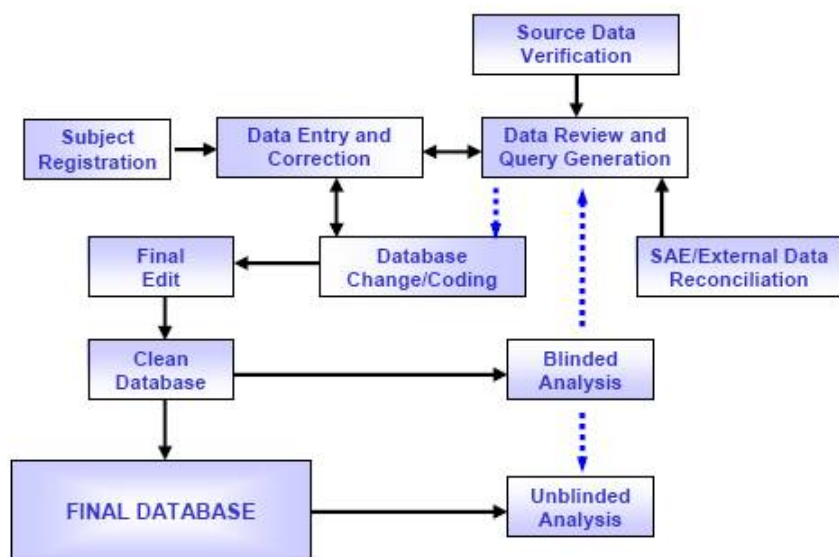 Source Data
Verification
Subject
Registration
Data Entry and
Correction
Data Review and
Query Generation
Final
Edit
Database
Change/Coding
SAE/External Data
Reconciliation
Clean
Database
Blinded
Analysis
FINAL DATABASE
Unblinded
Analysis